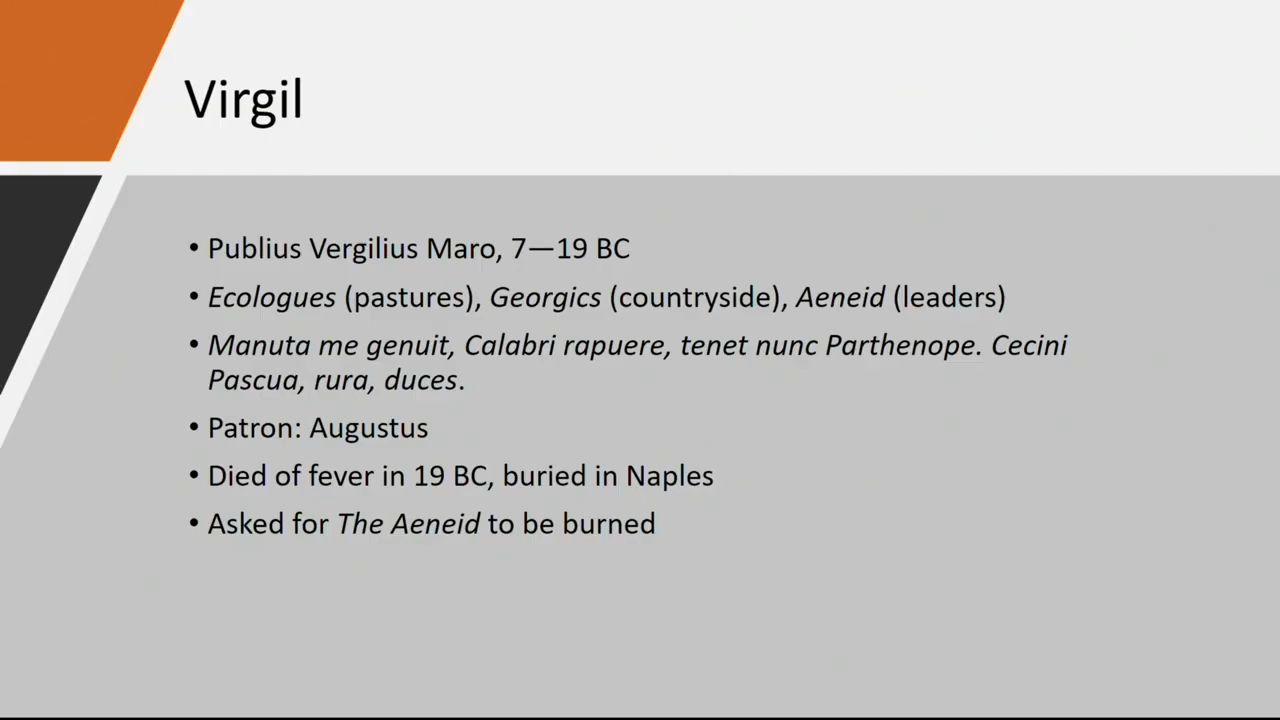 Virgil
• Publius Vergilius Maro, 7—19 BC
• Ecologues (pastures), Georgics (countryside), Aeneid (leaders)
• Manuta me genuit, Calabri rapuere, tenet nunc Parthenope. Cecini
Pascua, rura, duces.
• Patron: Augustus
• Died of fever in 19 BC, buried in Naples
• Asked for The Aeneid to be burned